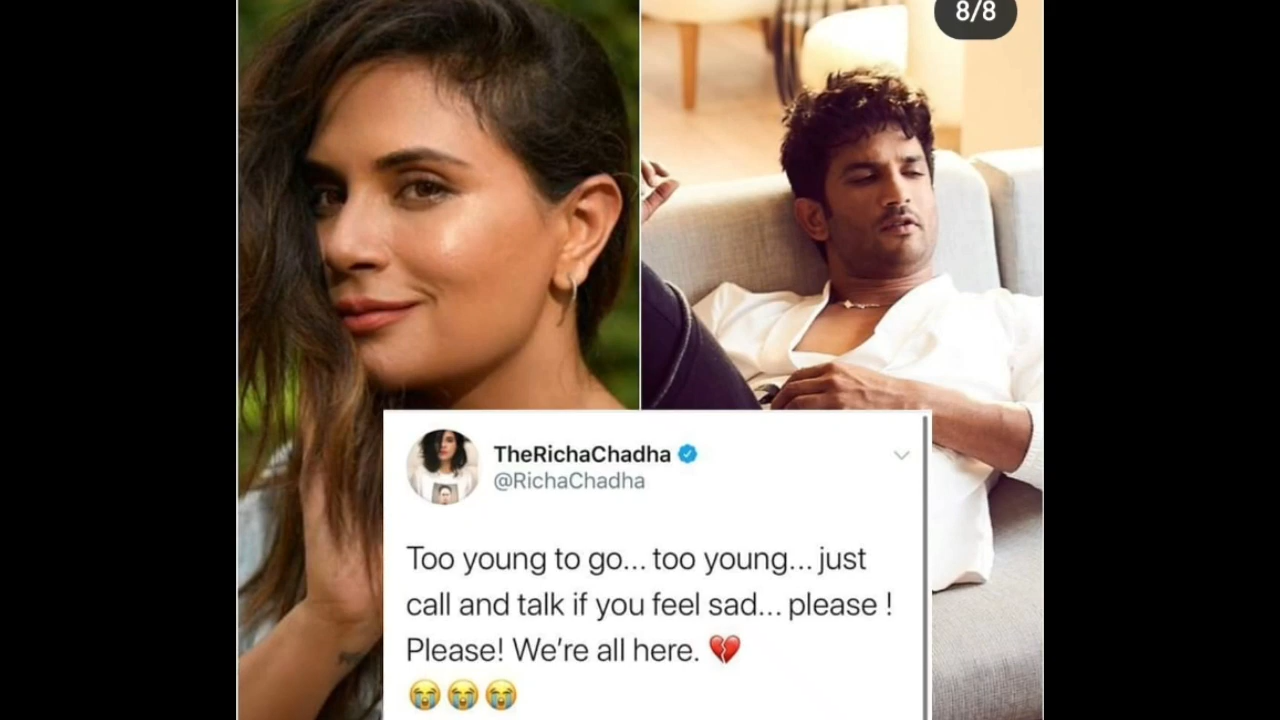 8/8
TheRichaChadha
@RichaChadha
Too young to go... too young... just
call and talk if you feel sad... please !
Please! We're all here. 💔
😭😭😭